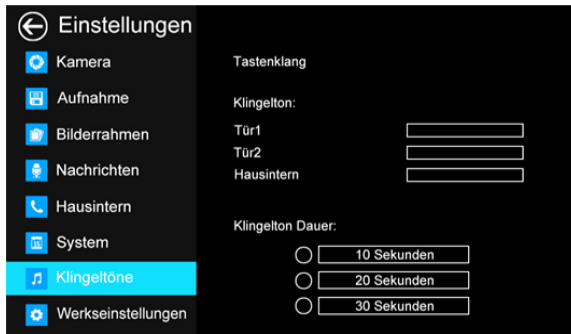 Einstellungen
Kamera
Aufnahme
Bilderrahmen
Nachrichten
Hausintern
System
Klingeltöne
Werkseinstellungen
Tastenklang
Klingelton:
Tür1
Tür2
Hausintern
Klingelton Dauer:
10 Sekunden
20 Sekunden
30 Sekunden